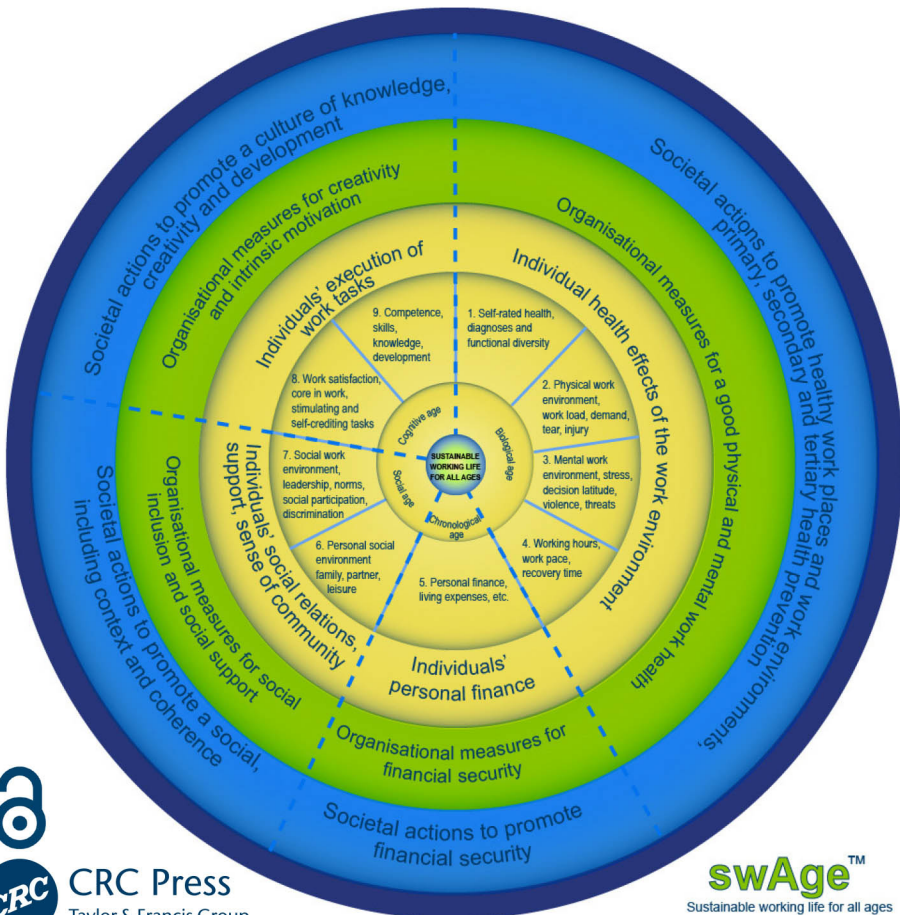 Societal actions to promote a culture of knowledge,
creativity and development
Organisational measures for creativity
and intrinsic motivation
Individuals' execution of
work tasks
Societal actions to promote healthy work places and work environments,
primary, secondary and tertiary health prevention
Organisational measures for a good physical and mental work health
Individual health effects of the work environment
9. Competence,
skills,
knowledge,
development
1. Self-rated health,
diagnoses and
functional diversity
8. Work satisfaction,
core in work,
stimulating and
self-crediting tasks
2. Physical work
environment,
work load, demand,
tear, injury
Cognitive age
Biological age
SUSTAINABLE
WORKING LIFE
FOR ALL AGES
Social age
Chronological
age
7. Social work
environment,
leadership, norms,
social participation,
discrimination
3. Mental work
environment, stress,
decision latitude,
violence, threats
6. Personal social
environment
family, partner,
leisure
5. Personal finance,
living expenses, etc.
4. Working hours,
work pace,
recovery time
Individuals' social relations,
support, sense of community
Organisational measures for social
inclusion and social support
Societal actions to promote a social,
including context and coherence
Individuals'
personal finance
Organisational measures for
financial security
Societal actions to promote
financial security
CRC
CRC Press
Taylor & Francis Group
swAge™
Sustainable working life for all ages